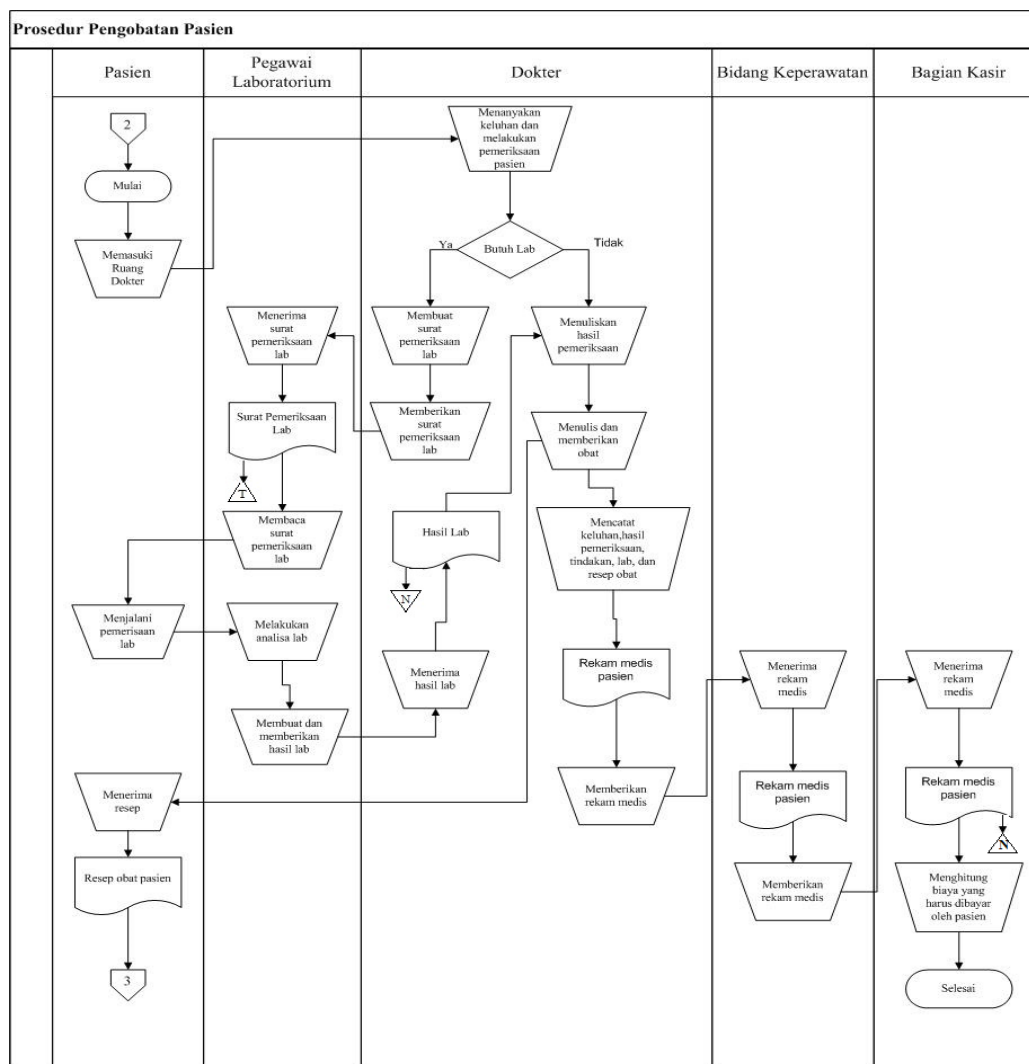 Prosedur Pengobatan Pasien
Pasien
Pegawai
Laboratorium
Dokter
Bidang Keperawatan
Bagian Kasir
2
Mulai
Memasuki
Ruang
Dokter
Menanyakan
keluhan dan
melakukan
pemeriksaan
pasien
Butuh Lab
Ya
Tidak
Menerima
surat
pemeriksaan
lab
Membuat
surat
pemeriksaan
lab
Menuliskan
hasil
pemeriksaan
Surat Pemeriksaan
Lab
T
Memberikan
surat
pemeriksaan
lab
Menulis dan
memberikan
obat
Membaca
surat
pemeriksaan
lab
Hasil Lab
N
Mencatat
keluhan,hasil
pemeriksaan,
tindakan, lab, dan
resep obat
Menjalani
pemerisaan
lab
Melakukan
analisa lab
Menerima
hasil lab
Rekam medis
pasien
Menerima
rekam
medis
Menerima
rekam
medis
Membuat dan
memberikan
hasil lab
Menerima
resep
Memberikan
rekam medis
Rekam medis
pasien
Rekam medis
pasien
N
Resep obat pasien
Memberikan
rekam medis
Menghitung
biaya yang
harus dibayar
oleh pasien
3
Selesai